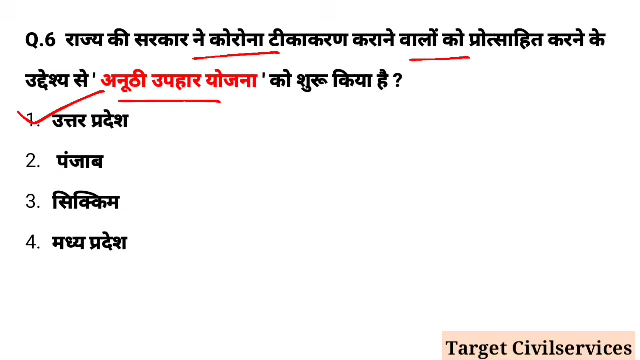 Q.6 राज्य की सरकार ने कोरोना टीकाकरण कराने वालों को प्रोत्साहित करने के
उद्देश्य से ' अनूठी उपहार योजना ' को शुरू किया है ?
1. उत्तर प्रदेश
2. पंजाब
3. सिक्किम
4. मध्य प्रदेश
Target Civilservices